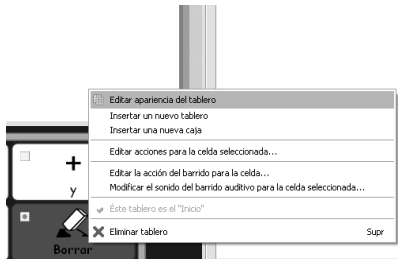 Editar apariencia del tablero
Insertar un nuevo tablero
Insertar una nueva caja
Editar acciones para la celda seleccionada...
Editar la acción del barrido para la celda...
Modificar el sonido del barrido auditivo para la celda seleccionada...
y
Éste tablero es el "Inicio"
Eliminar tablero Supr
Borrar